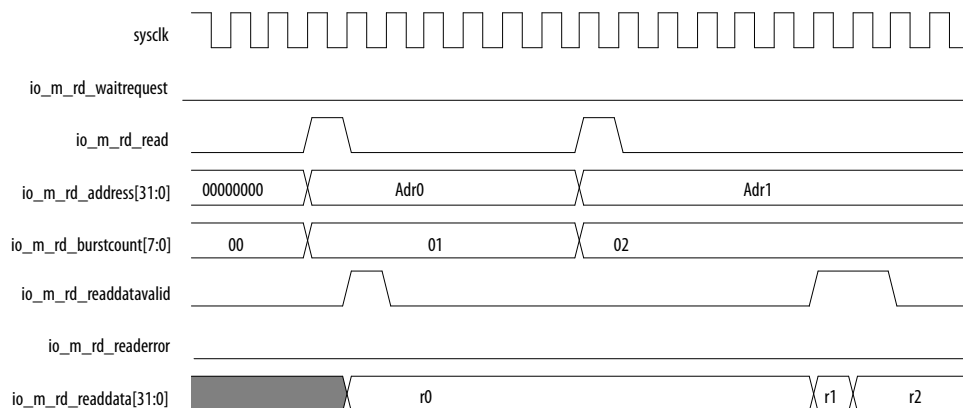 sysclk
io_m_rd_waitrequest
io_m_rd_read
io_m_rd_address[31:0] 00000000 Adr0 Adr1
io_m_rd_burstcount[7:0] 00 01 02
io_m_rd_readdatavalid
io_m_rd_readerror
io_m_rd_readdata[31:0] r0 r1 r2